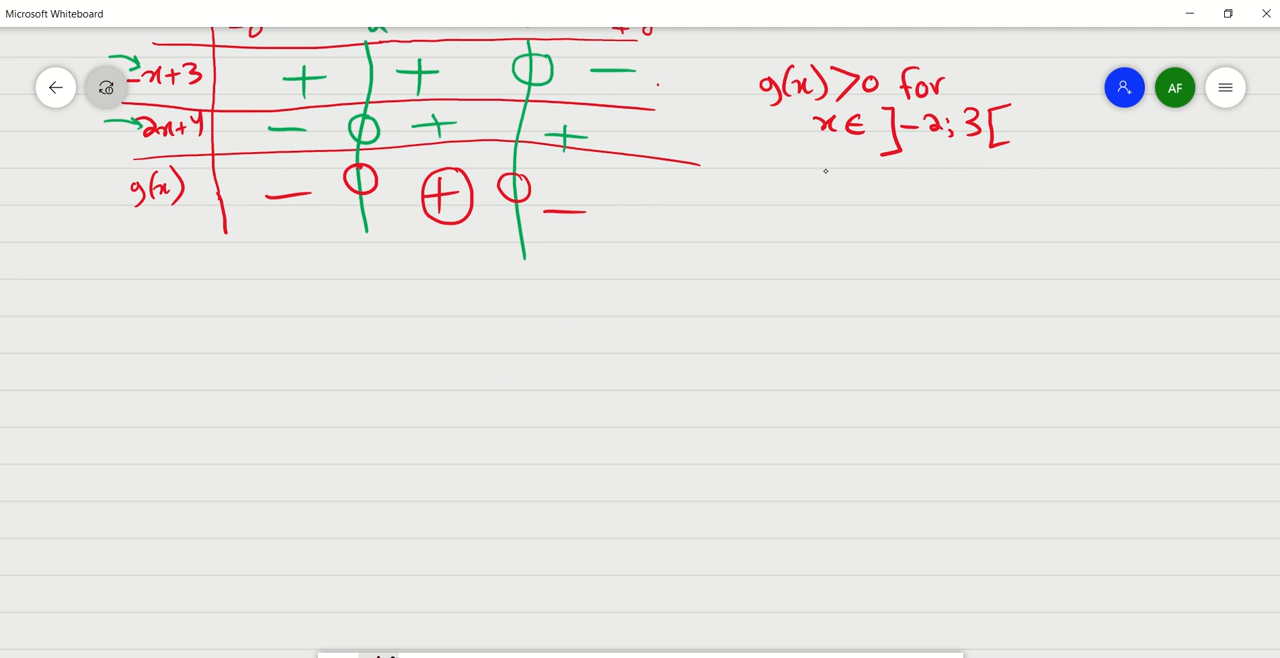 Microsoft Whiteboard
-x+3 + + 0 -
2x+4 - 0 + +
g(x) - 0 + 0 -
g(x)>0 for
x∈ ]-2; 3[
AF